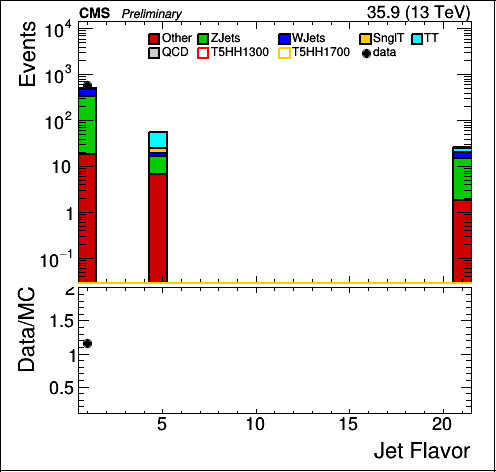 CMS Preliminary 35.9 (13 TeV)
Other ZJets WJets SnglT TT
QCD T5HH1300 T5HH1700 data
Events
10⁴
10³
10²
10
1
10⁻¹
Data/MC
2
1.5
1
0.5
5 10 15 20
Jet Flavor